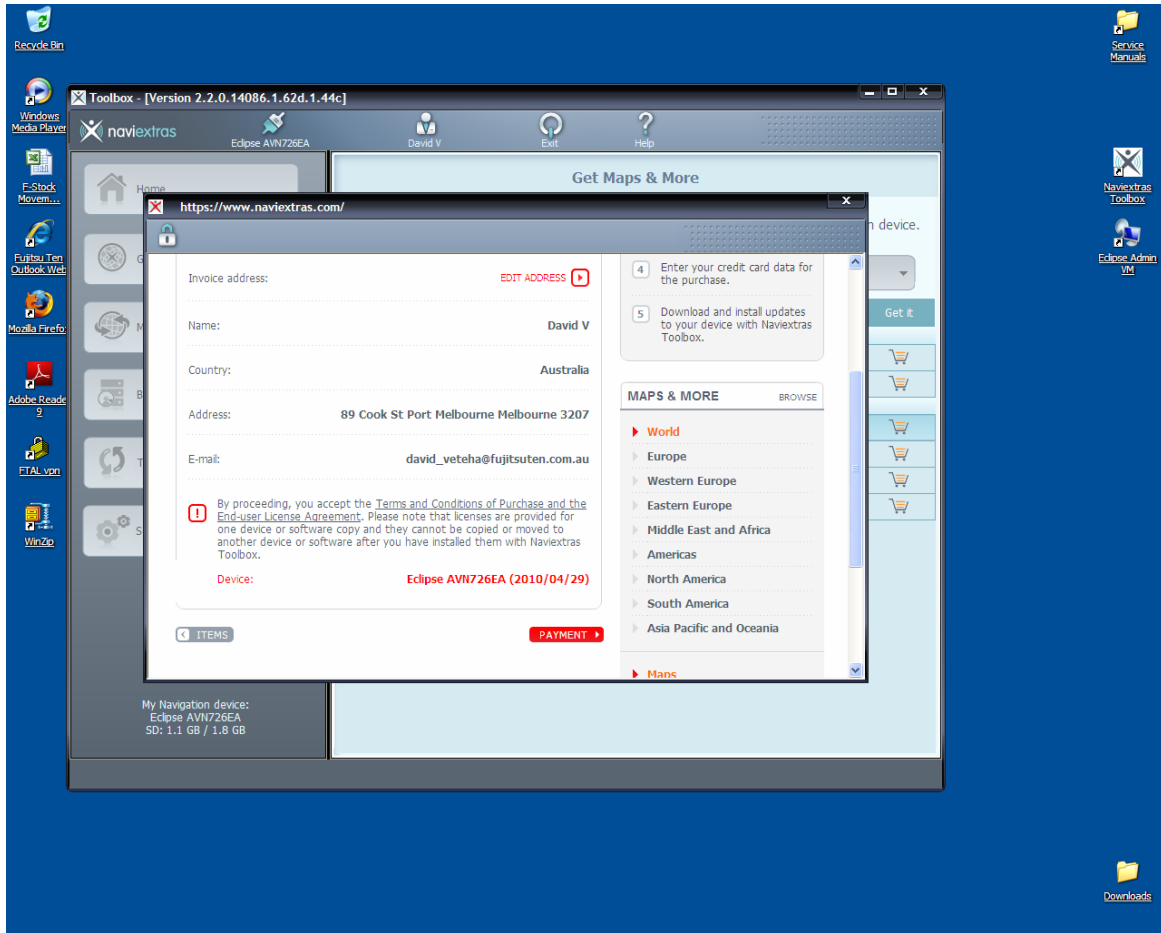 Recycle Bin
Windows
Media Player
E-Stock
Movem...
Fujitsu Ten
Outlook Web
Mozilla Firefo
Adobe Reade
9
FTAL vpn
WinZip
Service
Manuals
Naviextras
Toolbox
Eclipse Admin
VM
Downloads
Toolbox - [Version 2.2.0.14086.1.62d.1.44c]
naviextras
Eclipse AVN726EA
David V
Exit
Help
Home
G
M
B
T
S
My Navigation device:
Eclipse AVN726EA
SD: 1.1 GB / 1.8 GB
Get Maps & More
n device.
Get it
https://www.naviextras.com/
Invoice address:
EDIT ADDRESS
Name:
David V
Country:
Australia
Address:
89 Cook St Port Melbourne Melbourne 3207
E-mail:
david_veteha@fujitsuten.com.au
By proceeding, you accept the Terms and Conditions of Purchase and the
End-user License Agreement. Please note that licenses are provided for
one device or software copy and they cannot be copied or moved to
another device or software after you have installed them with Naviextras
Toolbox.
Device:
Eclipse AVN726EA (2010/04/29)
ITEMS
PAYMENT
4 Enter your credit card data for
the purchase.
5 Download and install updates
to your device with Naviextras
Toolbox.
MAPS & MORE
BROWSE
World
Europe
Western Europe
Eastern Europe
Middle East and Africa
Americas
North America
South America
Asia Pacific and Oceania
Maps